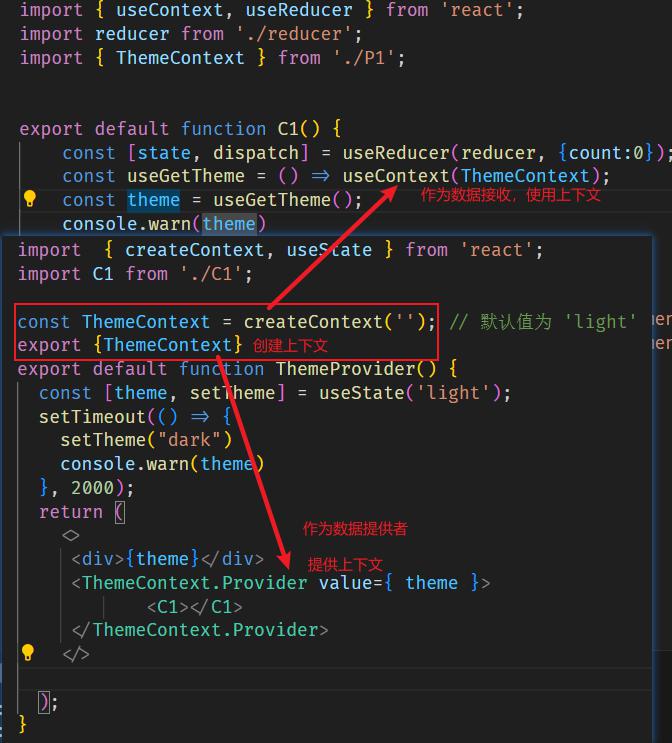 import { useContext, useReducer } from 'react';
import reducer from './reducer';
import { ThemeContext } from './P1';
export default function C1() {
const [state, dispatch] = useReducer(reducer, {count:0});
const useGetTheme = () => useContext(ThemeContext);
const theme = useGetTheme();
作为数据接收，使用上下文
console.warn(theme)
import { createContext, useState } from 'react';
import C1 from './C1';
const ThemeContext = createContext(''); // 默认值为 'light'
export {ThemeContext} 创建上下文
export default function ThemeProvider() {
const [theme, setTheme] = useState('light');
setTimeout(() => {
setTheme("dark")
console.warn(theme)
}, 2000);
return (
作为数据提供者
<>
<div>{theme}</div>
提供上下文
<ThemeContext.Provider value={ theme }>
<C1></C1>
</ThemeContext.Provider>
</>
);
}